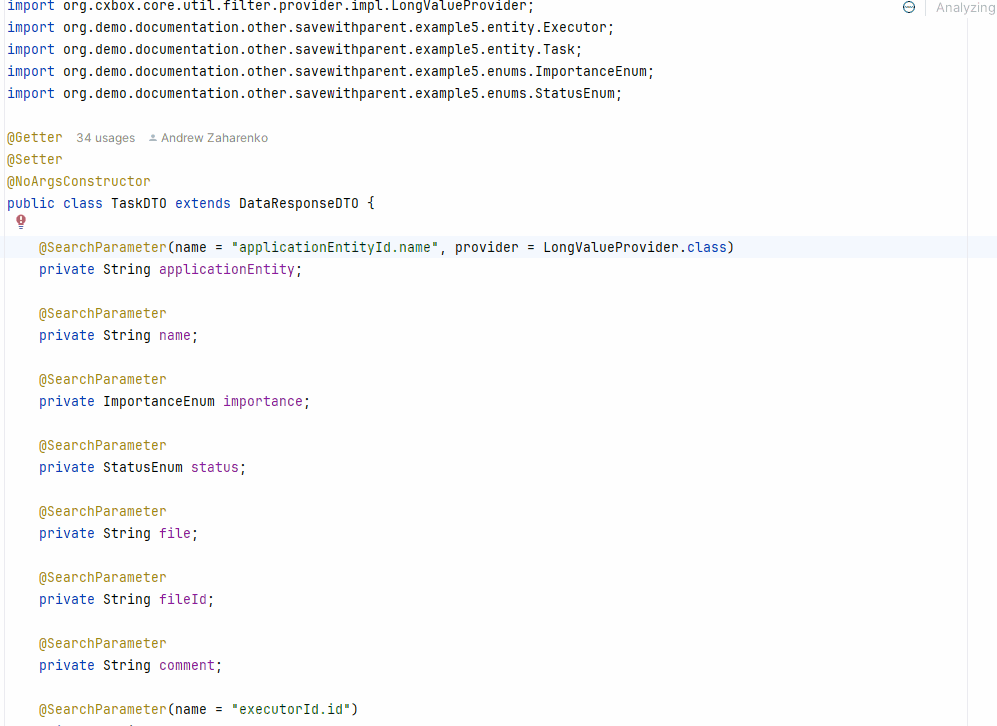 import org.cxbox.core.util.filter.provider.impl.LongValueProvider;
Analyzing
import org.demo.documentation.other.savewithparent.example5.entity.Executor;
import org.demo.documentation.other.savewithparent.example5.entity.Task;
import org.demo.documentation.other.savewithparent.example5.enums.ImportanceEnum;
import org.demo.documentation.other.savewithparent.example5.enums.StatusEnum;
@Getter 34 usages Andrew Zaharenko
@Setter
@NoArgsConstructor
public class TaskDTO extends DataResponseDTO {
@SearchParameter(name = "applicationEntityId.name", provider = LongValueProvider.class)
private String applicationEntity;
@SearchParameter
private String name;
@SearchParameter
private ImportanceEnum importance;
@SearchParameter
private StatusEnum status;
@SearchParameter
private String file;
@SearchParameter
private String fileId;
@SearchParameter
private String comment;
@SearchParameter(name = "executorId.id")